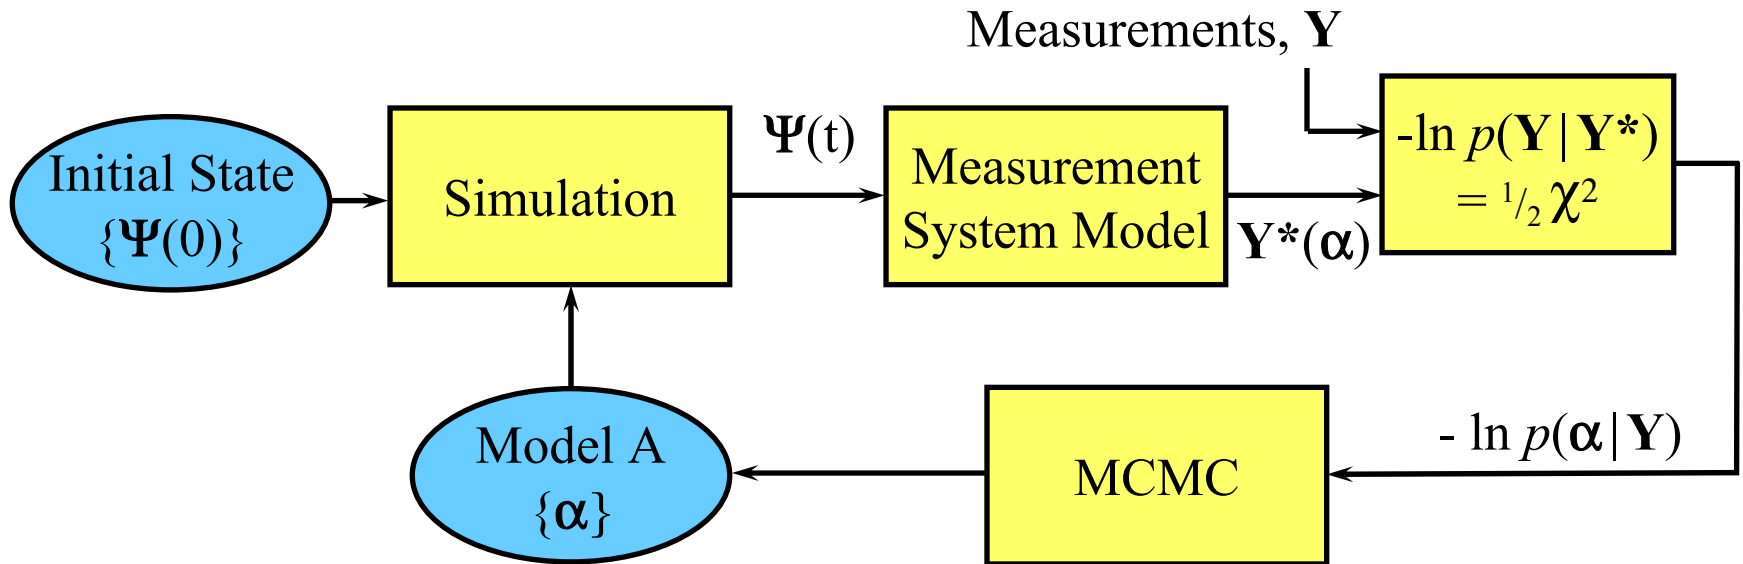 Measurements, Y
Initial State
{Ψ(0)}
Simulation
Ψ(t)
Measurement
System Model
Y*(α)
-ln p(Y | Y*)
= 1/2 χ2
Model A
{α}
MCMC
- ln p(α | Y)